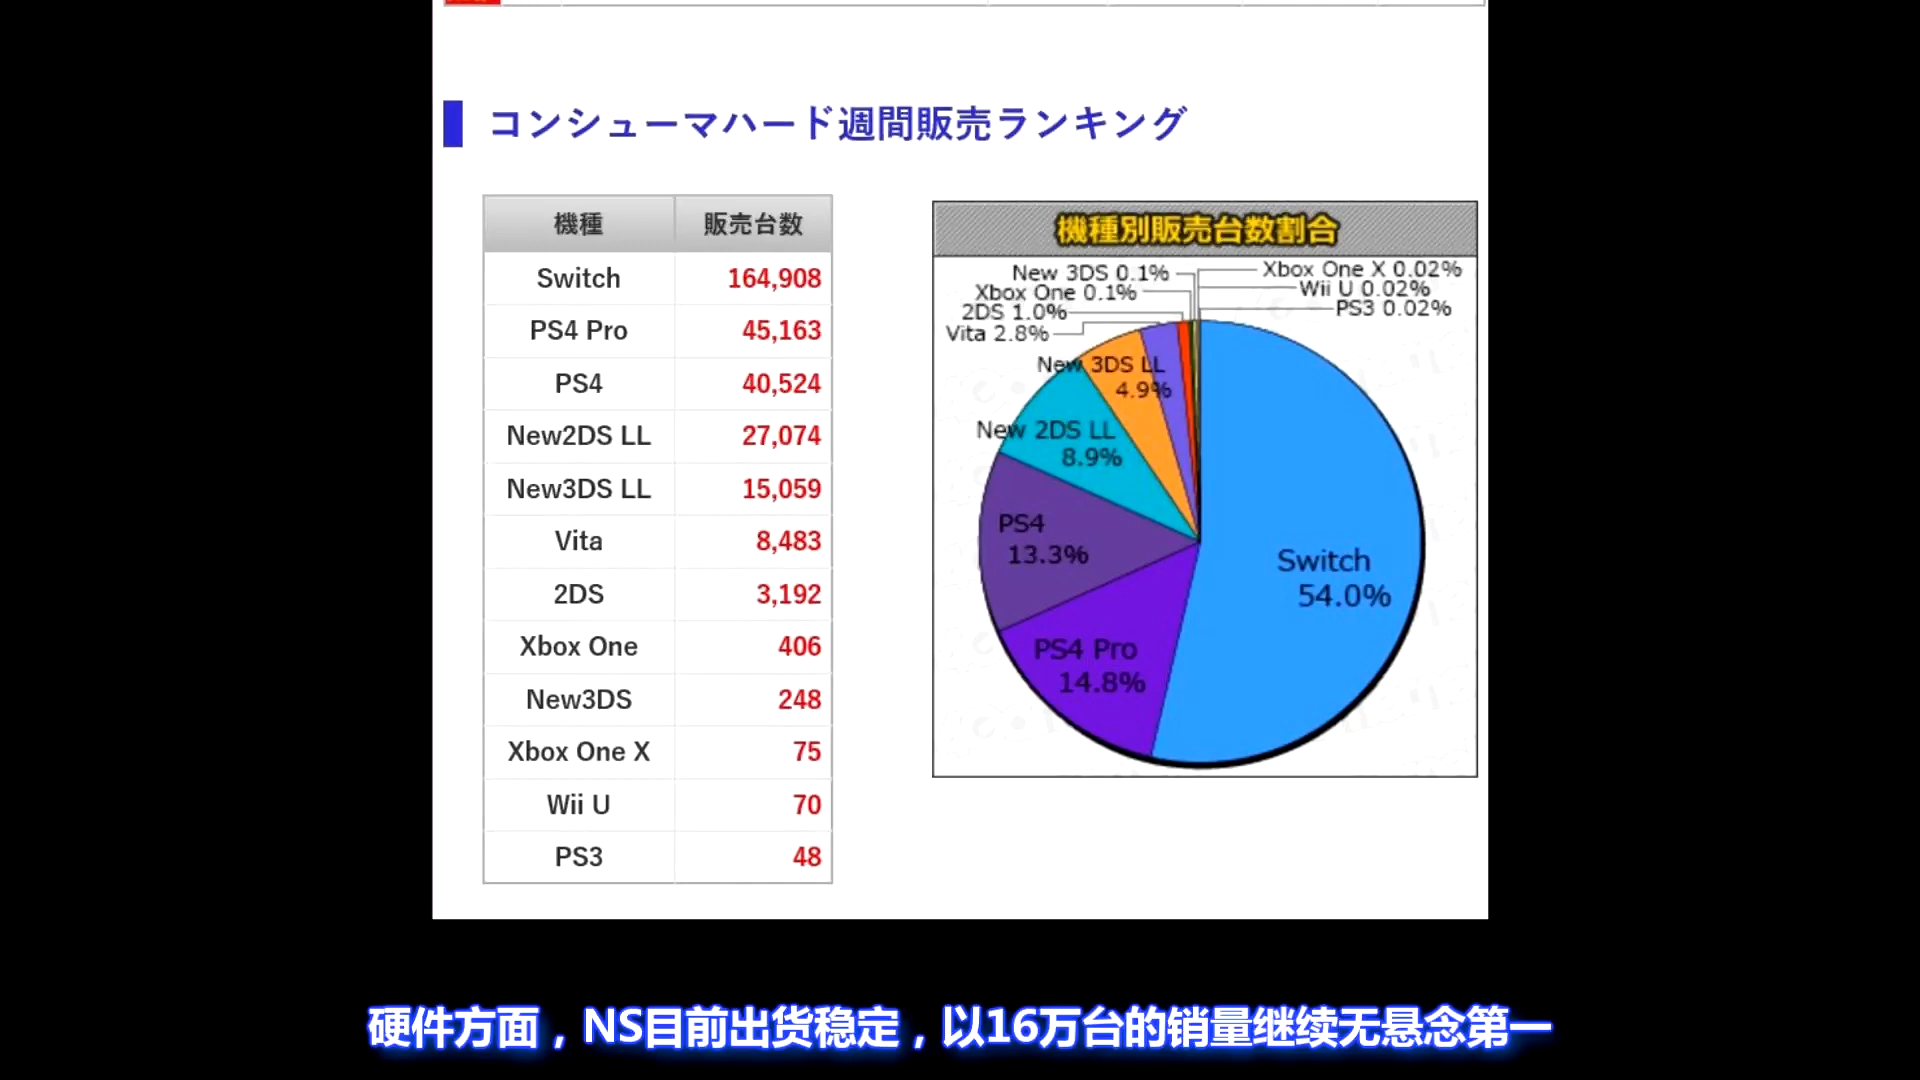 コンシューマハード週間販売ランキング
機種 販売台数
Switch 164,908
PS4 Pro 45,163
PS4 40,524
New2DS LL 27,074
New3DS LL 15,059
Vita 8,483
2DS 3,192
Xbox One 406
New3DS 248
Xbox One X 75
Wii U 70
PS3 48
機種別販売台数割合
New 3DS 0.1%
Xbox One 0.1%
2DS 1.0%
Vita 2.8%
Xbox One X 0.02%
Wii U 0.02%
PS3 0.02%
New 3DS LL
4.9%
New 2DS LL
8.9%
PS4
13.3%
PS4 Pro
14.8%
Switch
54.0%
硬件方面，NS目前出货稳定，以16万台的销量继续无悬念第一